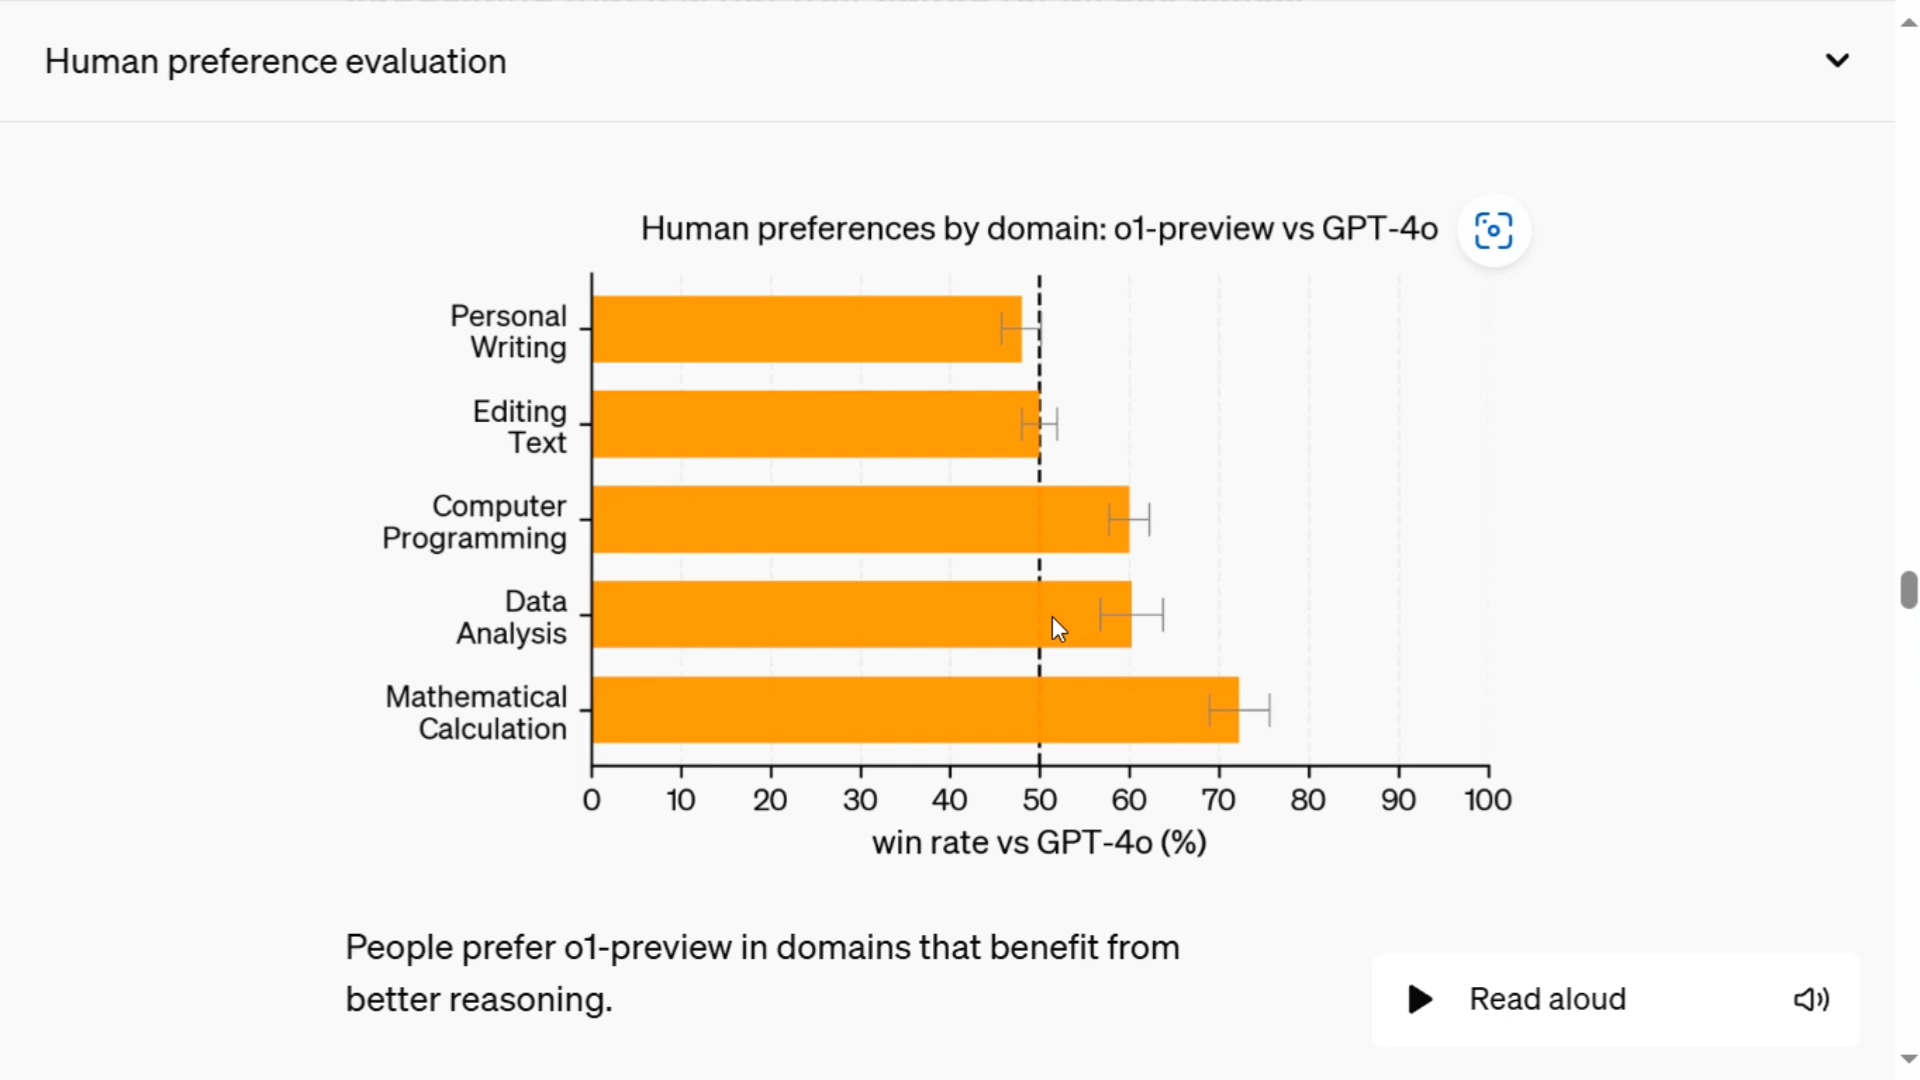 Human preference evaluation
Human preferences by domain: o1-preview vs GPT-4o
Personal
Writing
Editing
Text
Computer
Programming
Data
Analysis
Mathematical
Calculation
0 10 20 30 40 50 60 70 80 90 100
win rate vs GPT-4o (%)
People prefer o1-preview in domains that benefit from
better reasoning.
Read aloud